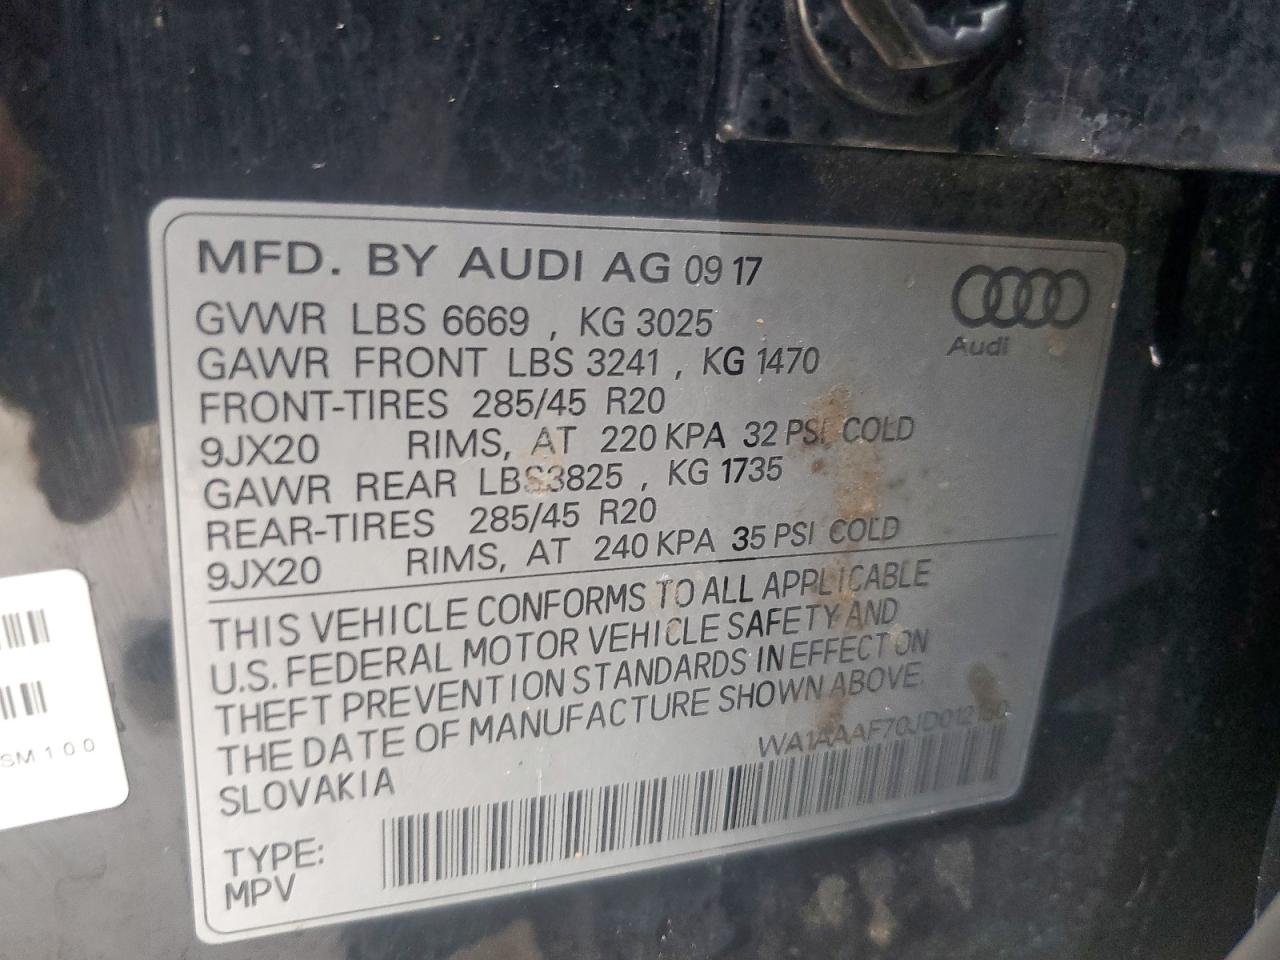 MFD. BY AUDI AG 09 17
GVWR LBS 6669 , KG 3025
GAWR FRONT LBS 3241 , KG 1470
FRONT-TIRES 285/45 R20
9JX20 RIMS, AT 220 KPA 32 PSI COLD
GAWR REAR LBS3825 , KG 1735
REAR-TIRES 285/45 R20
9JX20 RIMS, AT 240 KPA 35 PSI COLD
Audi
THIS VEHICLE CONFORMS TO ALL APPLICABLE
U.S. FEDERAL MOTOR VEHICLE SAFETY AND
THEFT PREVENTION STANDARDS IN EFFECT ON
THE DATE OF MANUFACTURE SHOWN ABOVE.
SLOVAKIA
TYPE:
MPV
SM100